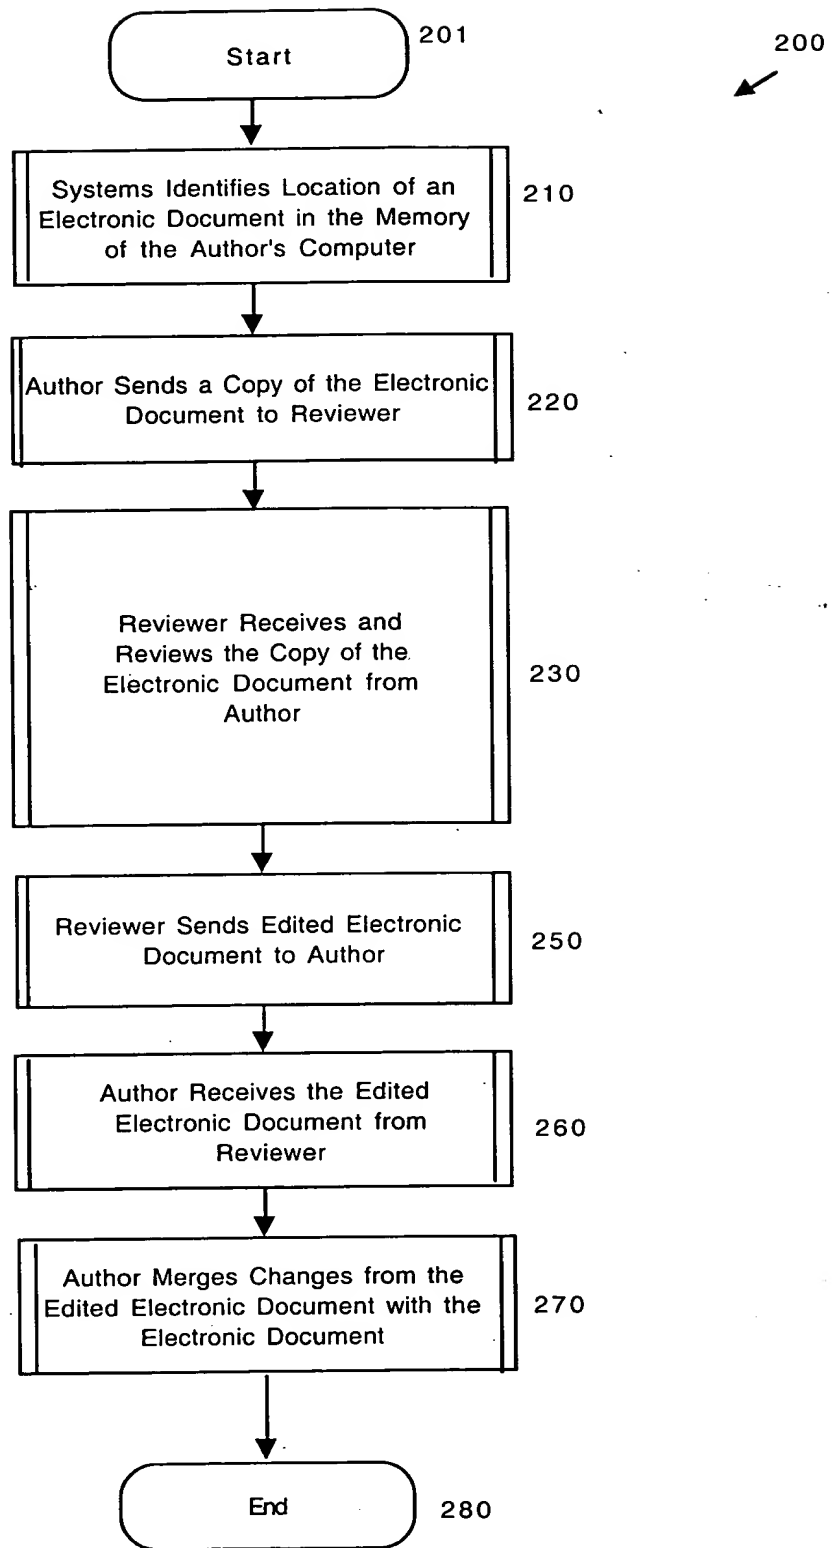 Start
201
200
Systems Identifies Location of an
Electronic Document in the Memory
of the Author's Computer
210
Author Sends a Copy of the Electronic
Document to Reviewer
220
Reviewer Receives and
Reviews the Copy of the
Electronic Document from
Author
230
Reviewer Sends Edited Electronic
Document to Author
250
Author Receives the Edited
Electronic Document from
Reviewer
260
Author Merges Changes from the
Edited Electronic Document with the
Electronic Document
270
End
280